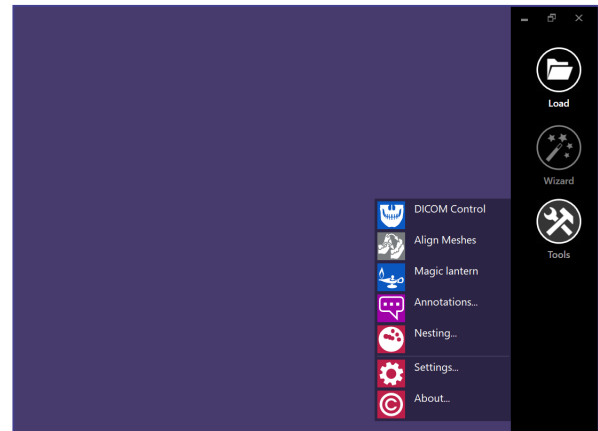 Load
Wizard
Tools
DICOM Control
Align Meshes
Magic lantern
Annotations...
Nesting...
Settings...
About...